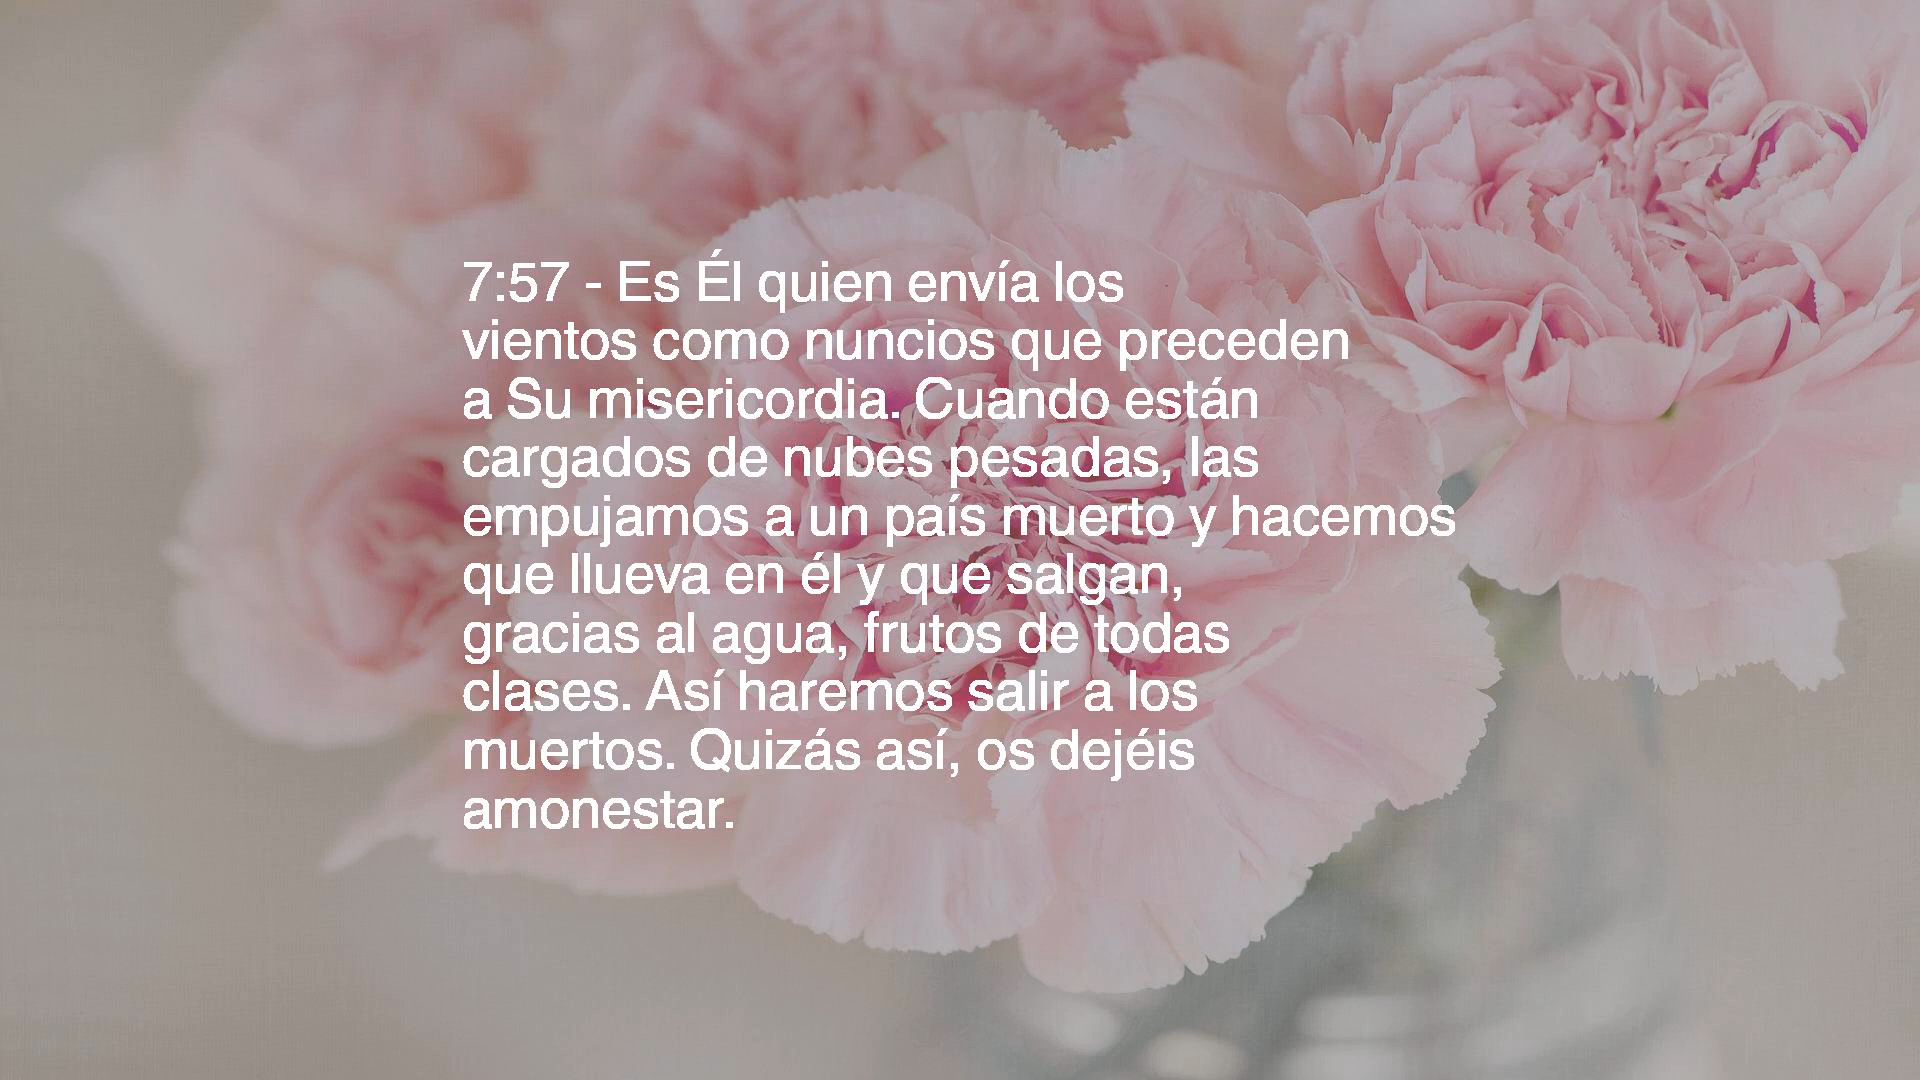 7:57 - Es Él quien envía los
vientos como nuncios que preceden
a Su misericordia. Cuando están
cargados de nubes pesadas, las
empujamos a un país muerto y hacemos
que llueva en él y que salgan,
gracias al agua, frutos de todas
clases. Así haremos salir a los
muertos. Quizás así, os dejéis
amonestar.